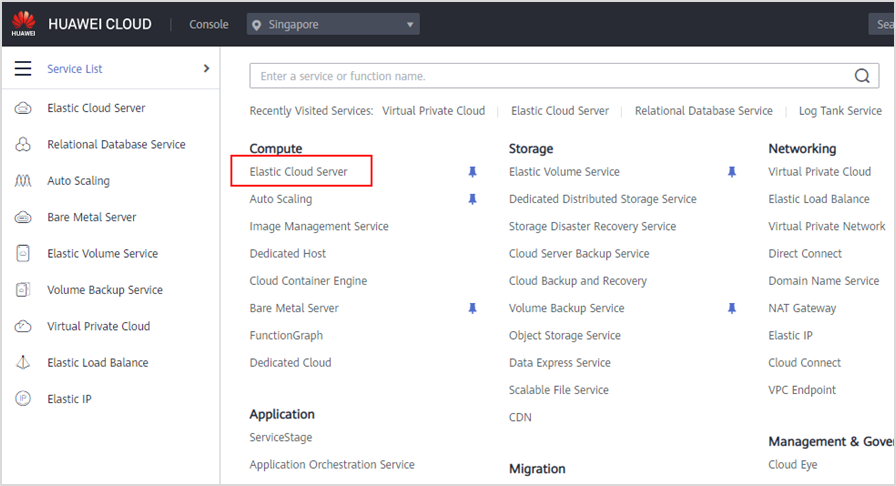 HUAWEI
HUAWEI CLOUD
Console
Singapore
Sea
Service List
Elastic Cloud Server
Relational Database Service
Auto Scaling
Bare Metal Server
Elastic Volume Service
Volume Backup Service
Virtual Private Cloud
Elastic Load Balance
Elastic IP
IP
Enter a service or function name.
Recently Visited Services: Virtual Private Cloud | Elastic Cloud Server | Relational Database Service | Log Tank Service
Compute
Elastic Cloud Server
Auto Scaling
Image Management Service
Dedicated Host
Cloud Container Engine
Bare Metal Server
FunctionGraph
Dedicated Cloud
Application
ServiceStage
Application Orchestration Service
Storage
Elastic Volume Service
Dedicated Distributed Storage Service
Storage Disaster Recovery Service
Cloud Server Backup Service
Cloud Backup and Recovery
Volume Backup Service
Object Storage Service
Data Express Service
Scalable File Service
CDN
Migration
Networking
Virtual Private Cloud
Elastic Load Balance
Virtual Private Network
Direct Connect
Domain Name Service
NAT Gateway
Elastic IP
Cloud Connect
VPC Endpoint
Management & Gover
Cloud Eye